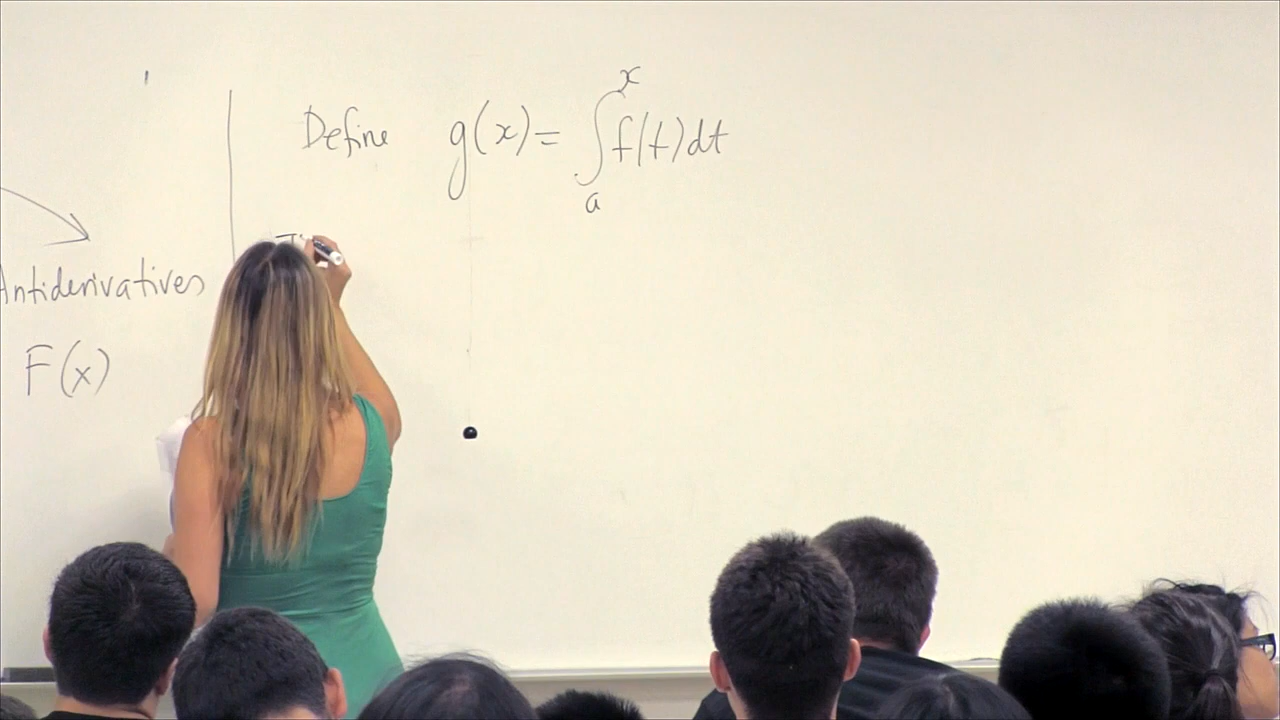 Define g(x) = ∫_a^x f(t)dt
Antiderivatives
F(x)